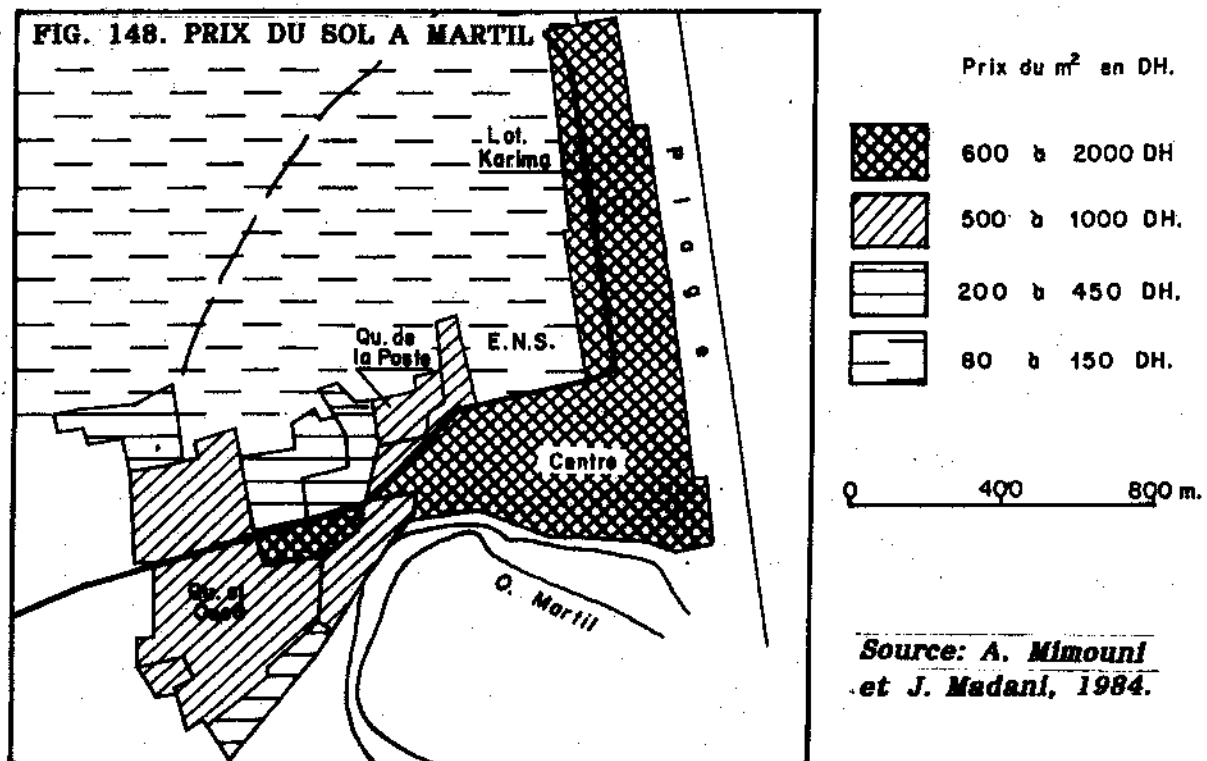 FIG. 148. PRIX DU SOL A MARTIL
Lot.
Karima
Plage
Qu. de
la Poste
E.N.S.
Centre
Qu. el
O. Martil
Prix du m² en DH.
600 à 2000 DH
500 à 1000 DH.
200 à 450 DH.
80 à 150 DH.
0 400 800 m.
Source: A. Mimouni
et J. Madani, 1984.